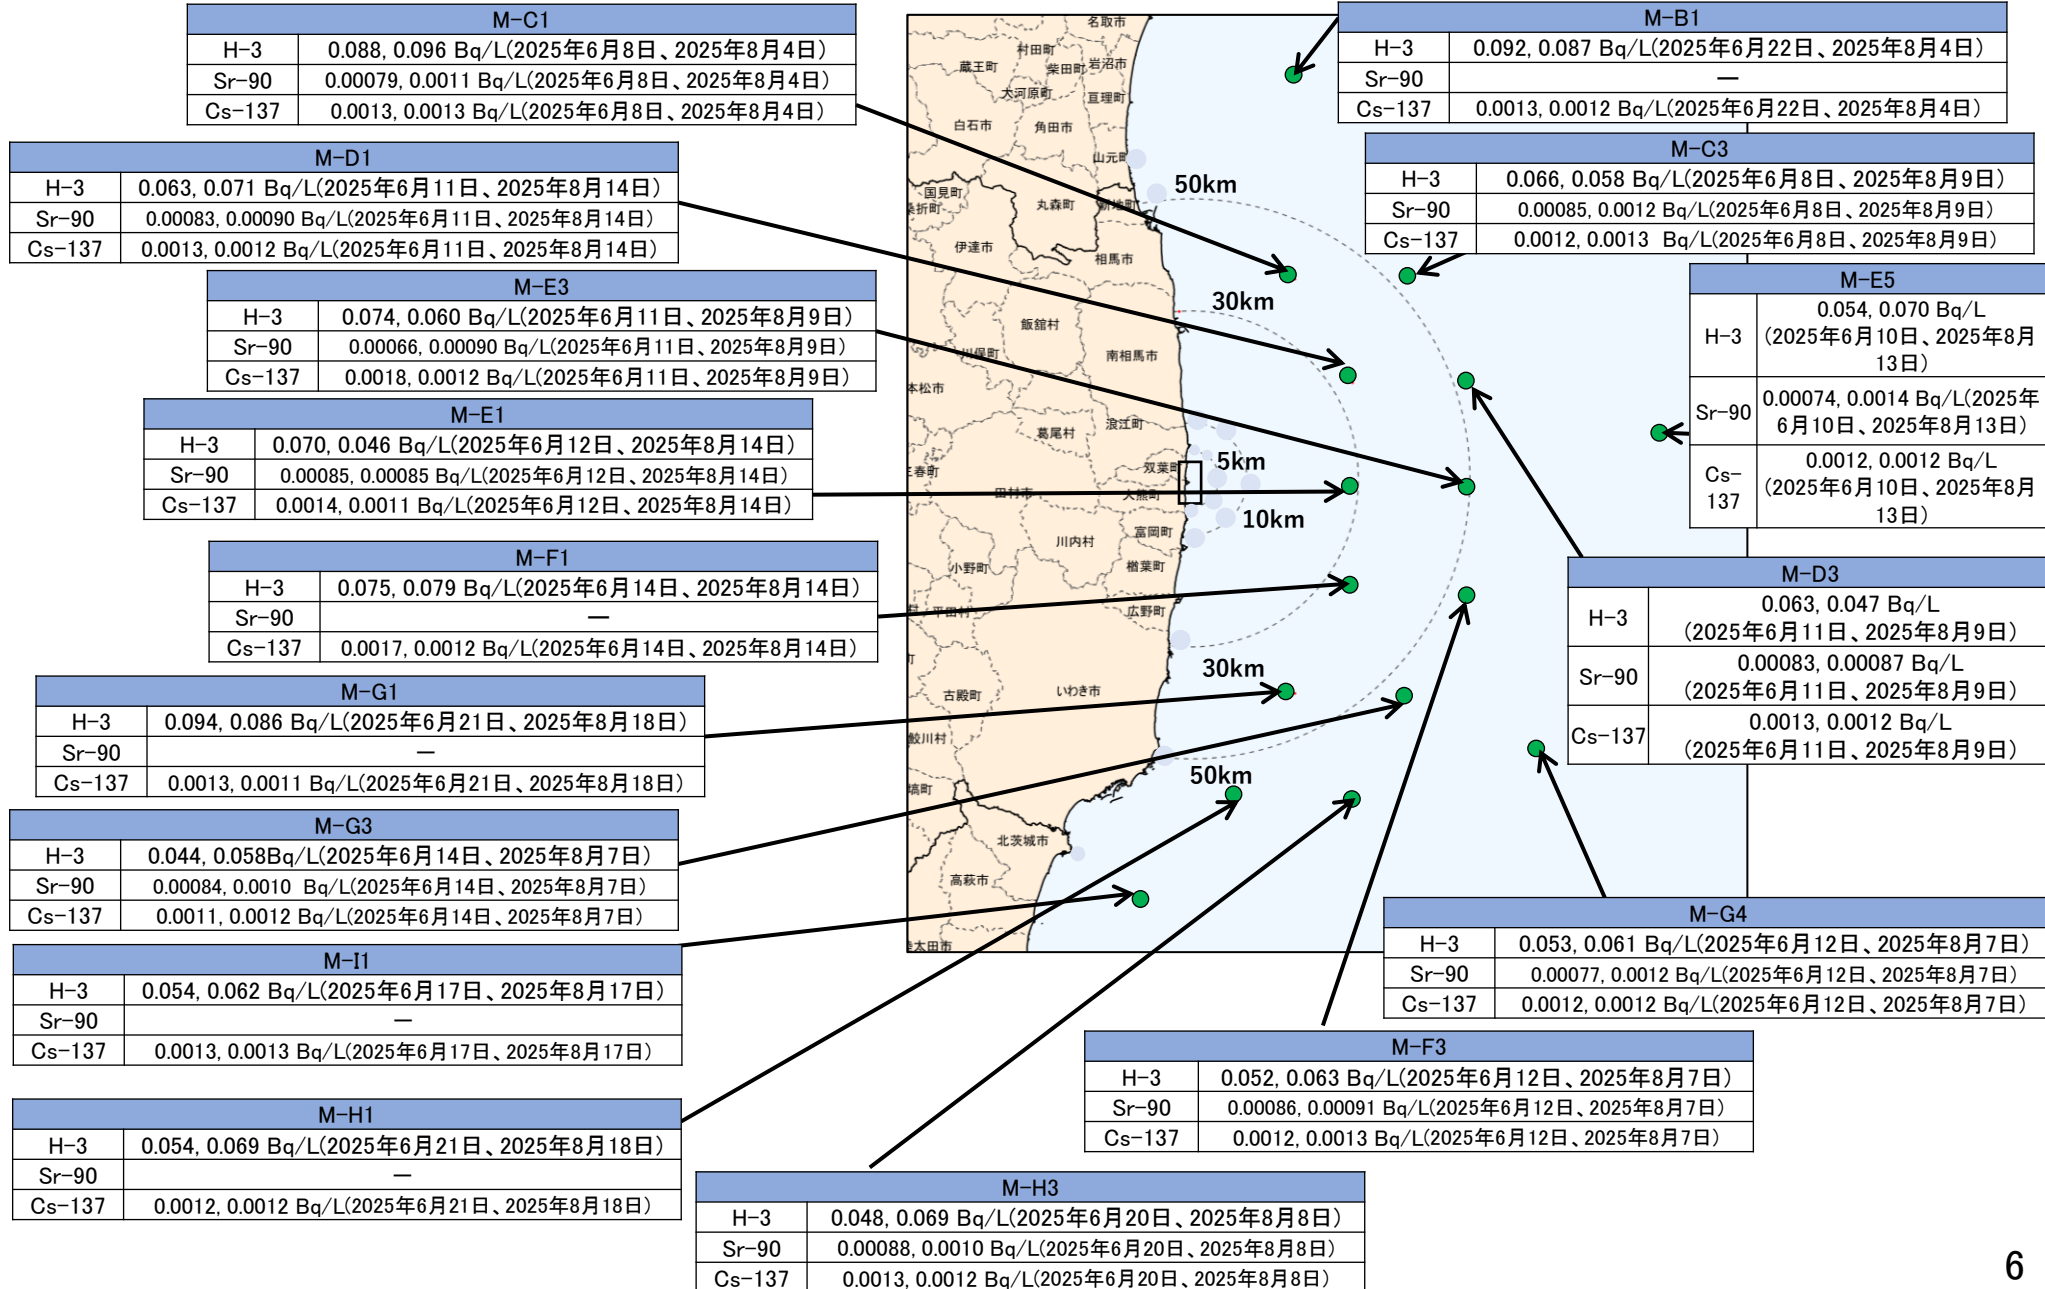 M-C1
H-3 0.088, 0.096 Bq/L(2025年6月8日、2025年8月4日)
Sr-90 0.00079, 0.0011 Bq/L(2025年6月8日、2025年8月4日)
Cs-137 0.0013, 0.0013 Bq/L(2025年6月8日、2025年8月4日)
M-B1
H-3 0.092, 0.087 Bq/L(2025年6月22日、2025年8月4日)
Sr-90 —
Cs-137 0.0013, 0.0012 Bq/L(2025年6月22日、2025年8月4日)
M-D1
H-3 0.063, 0.071 Bq/L(2025年6月11日、2025年8月14日)
Sr-90 0.00083, 0.00090 Bq/L(2025年6月11日、2025年8月14日)
Cs-137 0.0013, 0.0012 Bq/L(2025年6月11日、2025年8月14日)
M-C3
H-3 0.066, 0.058 Bq/L(2025年6月8日、2025年8月9日)
Sr-90 0.00085, 0.0012 Bq/L(2025年6月8日、2025年8月9日)
Cs-137 0.0012, 0.0013 Bq/L(2025年6月8日、2025年8月9日)
M-E3
H-3 0.074, 0.060 Bq/L(2025年6月11日、2025年8月9日)
Sr-90 0.00066, 0.00090 Bq/L(2025年6月11日、2025年8月9日)
Cs-137 0.0018, 0.0012 Bq/L(2025年6月11日、2025年8月9日)
M-E5
H-3 0.054, 0.070 Bq/L
(2025年6月10日、2025年8月
13日)
Sr-90 0.00074, 0.0014 Bq/L(2025年
6月10日、2025年8月13日)
Cs-
137 0.0012, 0.0012 Bq/L
(2025年6月10日、2025年8月
13日)
M-E1
H-3 0.070, 0.046 Bq/L(2025年6月12日、2025年8月14日)
Sr-90 0.00085, 0.00085 Bq/L(2025年6月12日、2025年8月14日)
Cs-137 0.0014, 0.0011 Bq/L(2025年6月12日、2025年8月14日)
M-F1
H-3 0.075, 0.079 Bq/L(2025年6月14日、2025年8月14日)
Sr-90 —
Cs-137 0.0017, 0.0012 Bq/L(2025年6月14日、2025年8月14日)
M-D3
H-3 0.063, 0.047 Bq/L
(2025年6月11日、2025年8月9日)
Sr-90 0.00083, 0.00087 Bq/L
(2025年6月11日、2025年8月9日)
Cs-137 0.0013, 0.0012 Bq/L
(2025年6月11日、2025年8月9日)
M-G1
H-3 0.094, 0.086 Bq/L(2025年6月21日、2025年8月18日)
Sr-90 —
Cs-137 0.0013, 0.0011 Bq/L(2025年6月21日、2025年8月18日)
M-G3
H-3 0.044, 0.058Bq/L(2025年6月14日、2025年8月7日)
Sr-90 0.00084, 0.0010 Bq/L(2025年6月14日、2025年8月7日)
Cs-137 0.0011, 0.0012 Bq/L(2025年6月14日、2025年8月7日)
M-G4
H-3 0.053, 0.061 Bq/L(2025年6月12日、2025年8月7日)
Sr-90 0.00077, 0.0012 Bq/L(2025年6月12日、2025年8月7日)
Cs-137 0.0012, 0.0012 Bq/L(2025年6月12日、2025年8月7日)
M-I1
H-3 0.054, 0.062 Bq/L(2025年6月17日、2025年8月17日)
Sr-90 —
Cs-137 0.0013, 0.0013 Bq/L(2025年6月17日、2025年8月17日)
M-F3
H-3 0.052, 0.063 Bq/L(2025年6月12日、2025年8月7日)
Sr-90 0.00086, 0.00091 Bq/L(2025年6月12日、2025年8月7日)
Cs-137 0.0012, 0.0013 Bq/L(2025年6月12日、2025年8月7日)
M-H1
H-3 0.054, 0.069 Bq/L(2025年6月21日、2025年8月18日)
Sr-90 —
Cs-137 0.0012, 0.0012 Bq/L(2025年6月21日、2025年8月18日)
M-H3
H-3 0.048, 0.069 Bq/L(2025年6月20日、2025年8月8日)
Sr-90 0.00088, 0.0010 Bq/L(2025年6月20日、2025年8月8日)
Cs-137 0.0013, 0.0012 Bq/L(2025年6月20日、2025年8月8日)
名取市
村田町
岩沼市
蔵王町
柴田町
大河原町
亘理町
白石市
角田市
山元町
50km
国見町
桑折町
丸森町
新地町
伊達市
相馬市
30km
飯舘村
川俣町
南相馬市
本松市
浪江町
葛尾村
5km
双葉町
三春町
田村市
大熊町
10km
富岡町
川内村
小野町
楢葉町
平田村
広野町
30km
古殿町
いわき市
鮫川村
50km
塙町
北茨城市
高萩市
太田市
6